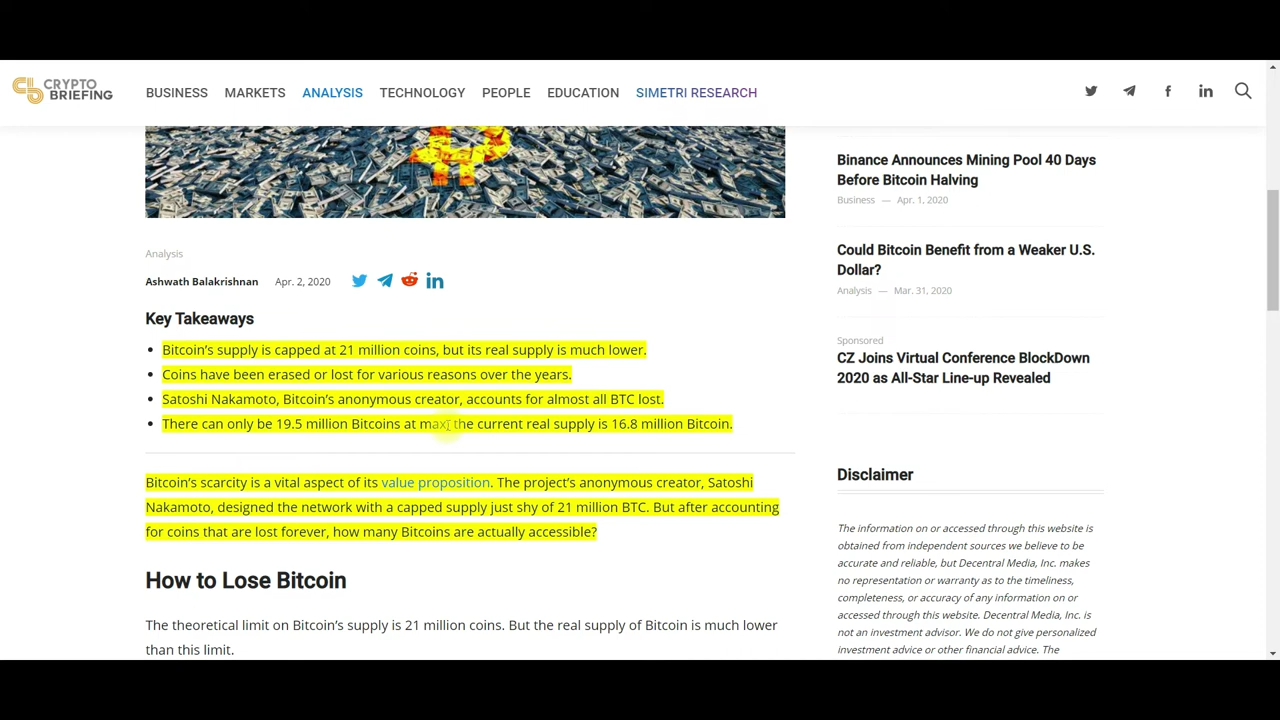 CRYPTO
BRIEFING
BUSINESS MARKETS ANALYSIS TECHNOLOGY PEOPLE EDUCATION SIMETRI RESEARCH
Analysis
Ashwath Balakrishnan Apr. 2, 2020
Key Takeaways
Bitcoin's supply is capped at 21 million coins, but its real supply is much lower.
Coins have been erased or lost for various reasons over the years.
Satoshi Nakamoto, Bitcoin's anonymous creator, accounts for almost all BTC lost.
There can only be 19.5 million Bitcoins at max, the current real supply is 16.8 million Bitcoin.
Bitcoin's scarcity is a vital aspect of its value proposition. The project's anonymous creator, Satoshi
Nakamoto, designed the network with a capped supply just shy of 21 million BTC. But after accounting
for coins that are lost forever, how many Bitcoins are actually accessible?
How to Lose Bitcoin
The theoretical limit on Bitcoin's supply is 21 million coins. But the real supply of Bitcoin is much lower
than this limit.
Binance Announces Mining Pool 40 Days
Before Bitcoin Halving
Business — Apr. 1, 2020
Could Bitcoin Benefit from a Weaker U.S.
Dollar?
Analysis — Mar. 31, 2020
Sponsored
CZ Joins Virtual Conference BlockDown
2020 as All-Star Line-up Revealed
Disclaimer
The information on or accessed through this website is
obtained from independent sources we believe to be
accurate and reliable, but Decentral Media, Inc. makes
no representation or warranty as to the timeliness,
completeness, or accuracy of any information on or
accessed through this website. Decentral Media, Inc. is
not an investment advisor. We do not give personalized
investment advice or other financial advice. The